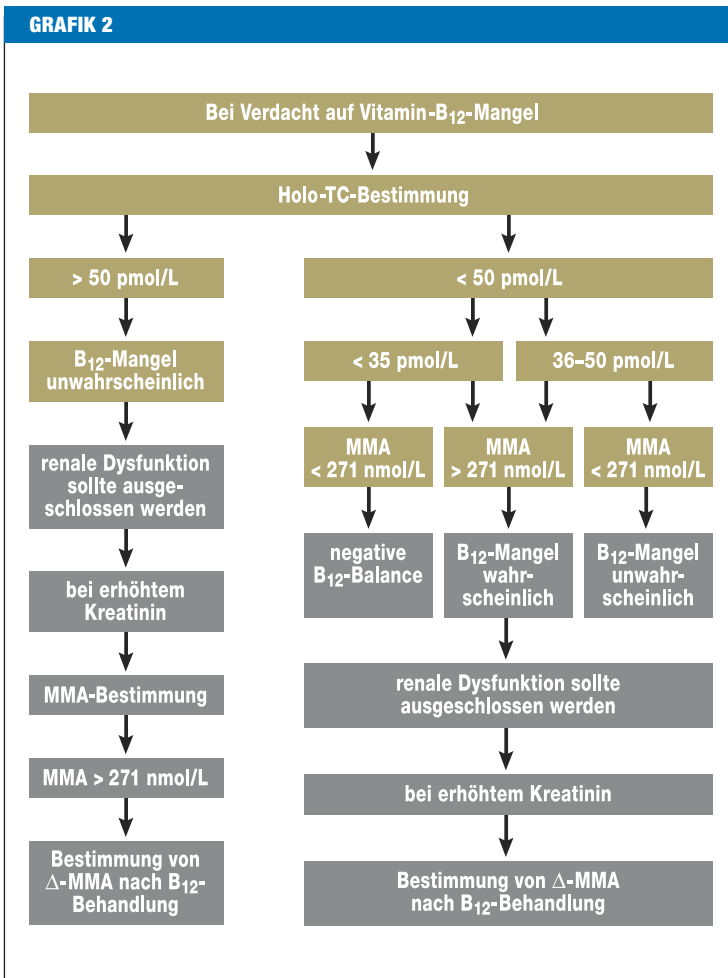 GRAFIK 2
Bei Verdacht auf Vitamin-B₁₂-Mangel
Holo-TC-Bestimmung
> 50 pmol/L
B₁₂-Mangel
unwahrscheinlich
renale Dysfunktion
sollte ausge-
schlossen werden
bei erhöhtem
Kreatinin
MMA-Bestimmung
MMA > 271 nmol/L
Bestimmung von
Δ-MMA nach B₁₂-
Behandlung
< 50 pmol/L
< 35 pmol/L
36–50 pmol/L
MMA
< 271 nmol/L
MMA
> 271 nmol/L
MMA
< 271 nmol/L
negative
B₁₂-Balance
B₁₂-Mangel
wahr-
scheinlich
B₁₂-Mangel
unwahr-
scheinlich
renale Dysfunktion sollte
ausgeschlossen werden
bei erhöhtem Kreatinin
Bestimmung von Δ-MMA
nach B₁₂-Behandlung